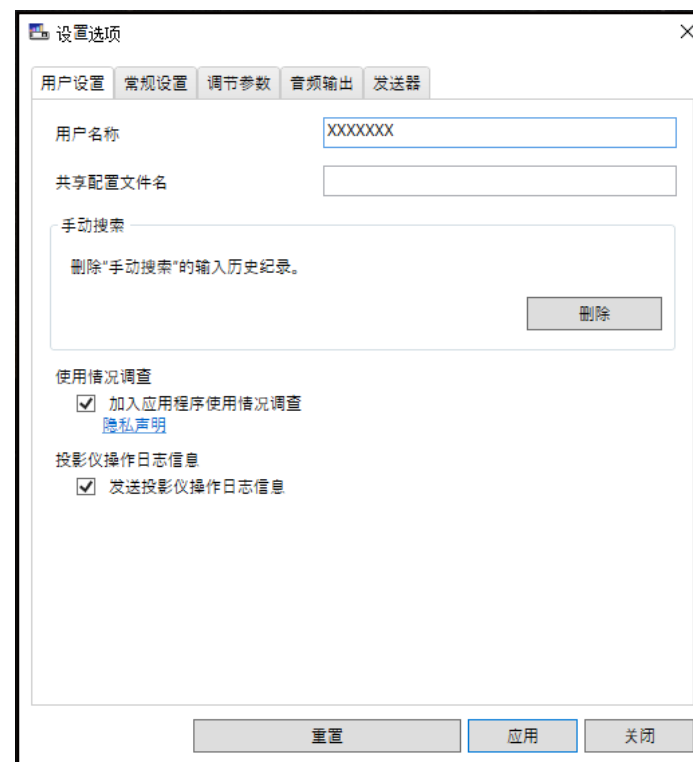 设置选项
用户设置 常规设置 调节参数 音频输出 发送器
用户名称 XXXXXXX
共享配置文件名
手动搜索
删除“手动搜索”的输入历史纪录。
删除
使用情况调查
加入应用程序使用情况调查
隐私声明
投影仪操作日志信息
发送投影仪操作日志信息
重置 应用 关闭